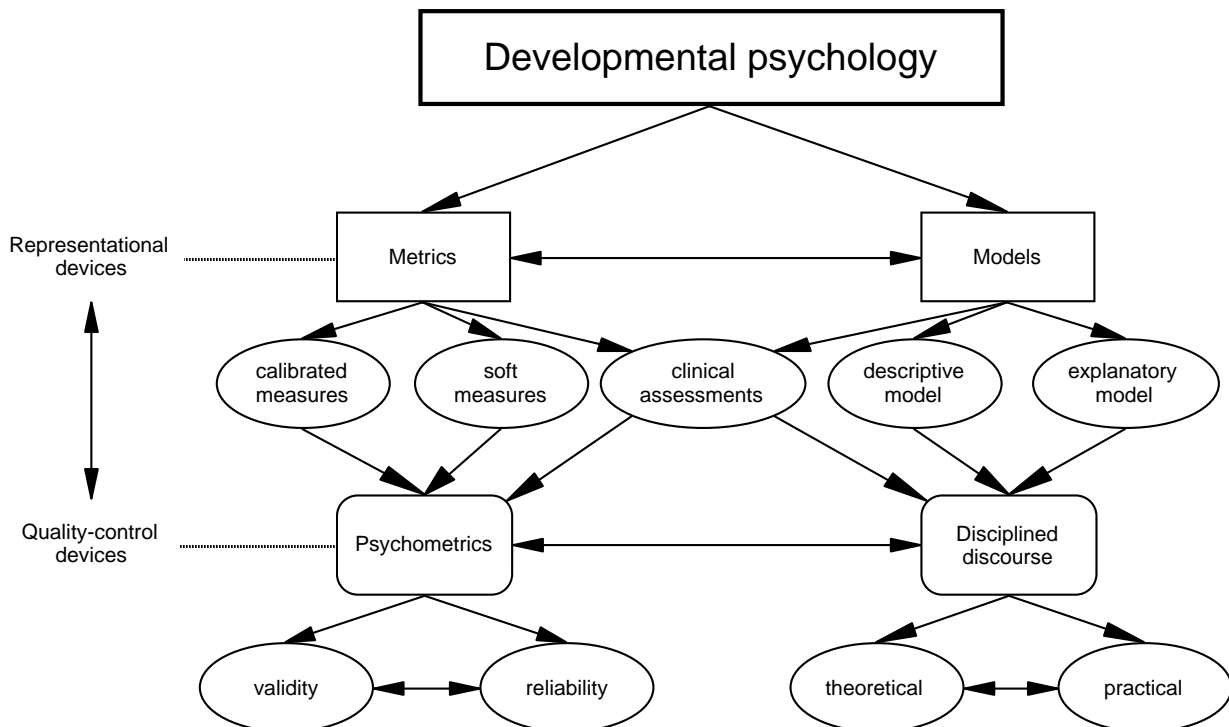 Developmental psychology
Representational
devices
Metrics
Models
calibrated
measures
soft
measures
clinical
assessments
descriptive
model
explanatory
model
Quality-control
devices
Psychometrics
Disciplined
discourse
validity
reliability
theoretical
practical